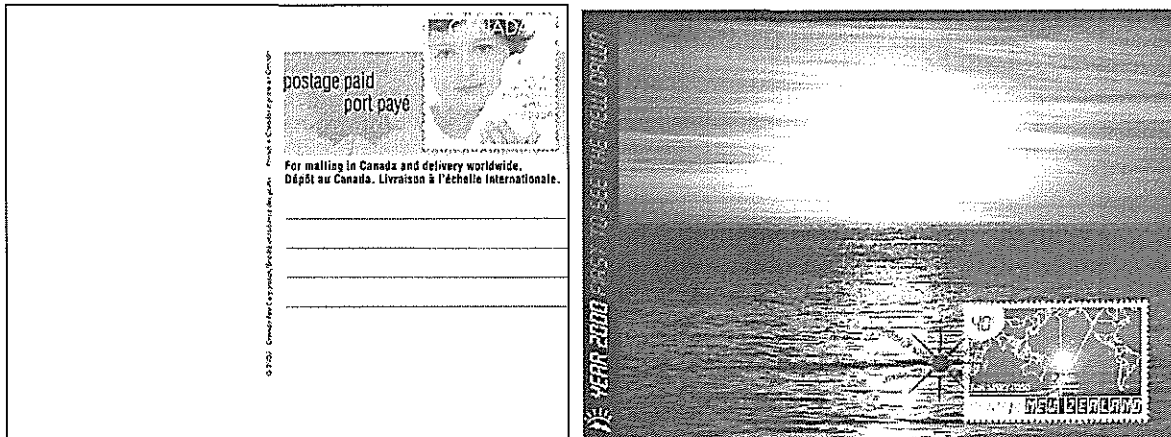 CANADA
postage paid
port payé
For mailing in Canada and delivery worldwide.
Dépôt au Canada. Livraison à l'échelle Internationale.
YEAR 2000 FIRST TO SEE THE NEW DAWN
40
NEW ZEALAND